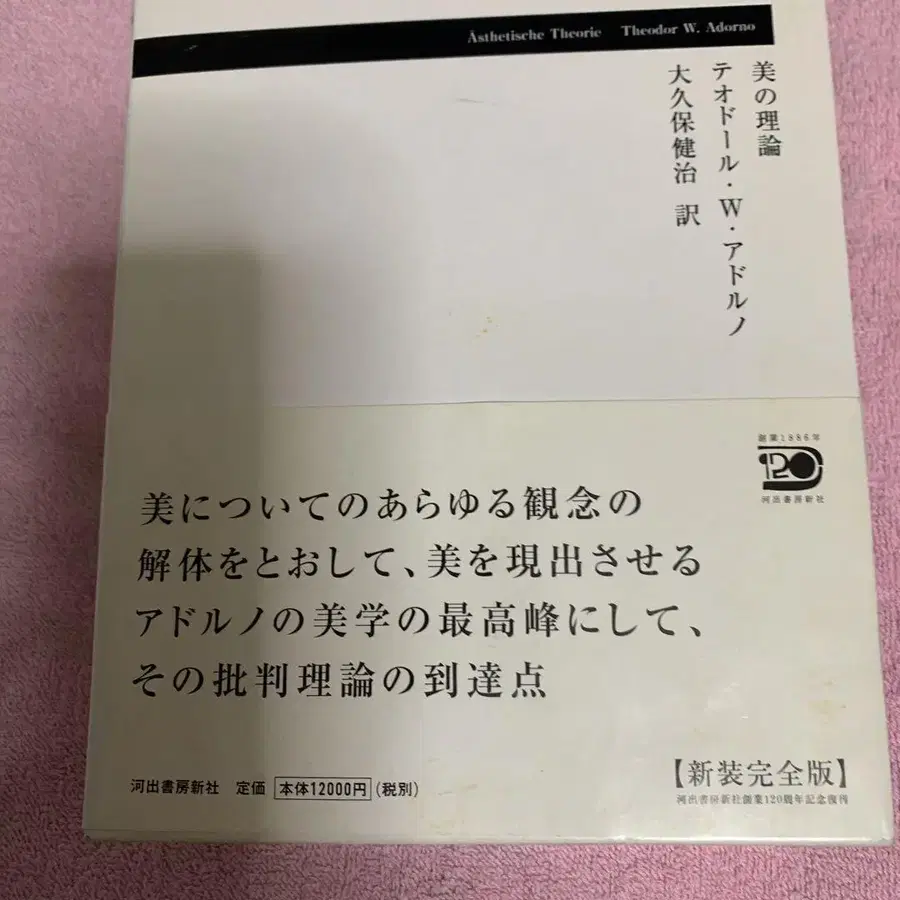 Ästhetische Theorie Theodor W. Adorno
美の理論
テオドール・W・アドルノ
大久保健治 訳
創業1886年
120
河出書房新社
美についてのあらゆる観念の
解体をとおして、美を現出させる
アドルノの美学の最高峰にして、
その批判理論の到達点
河出書房新社 定価 本体12000円(税別)
【新装完全版】
河出書房新社創業120周年記念復刊